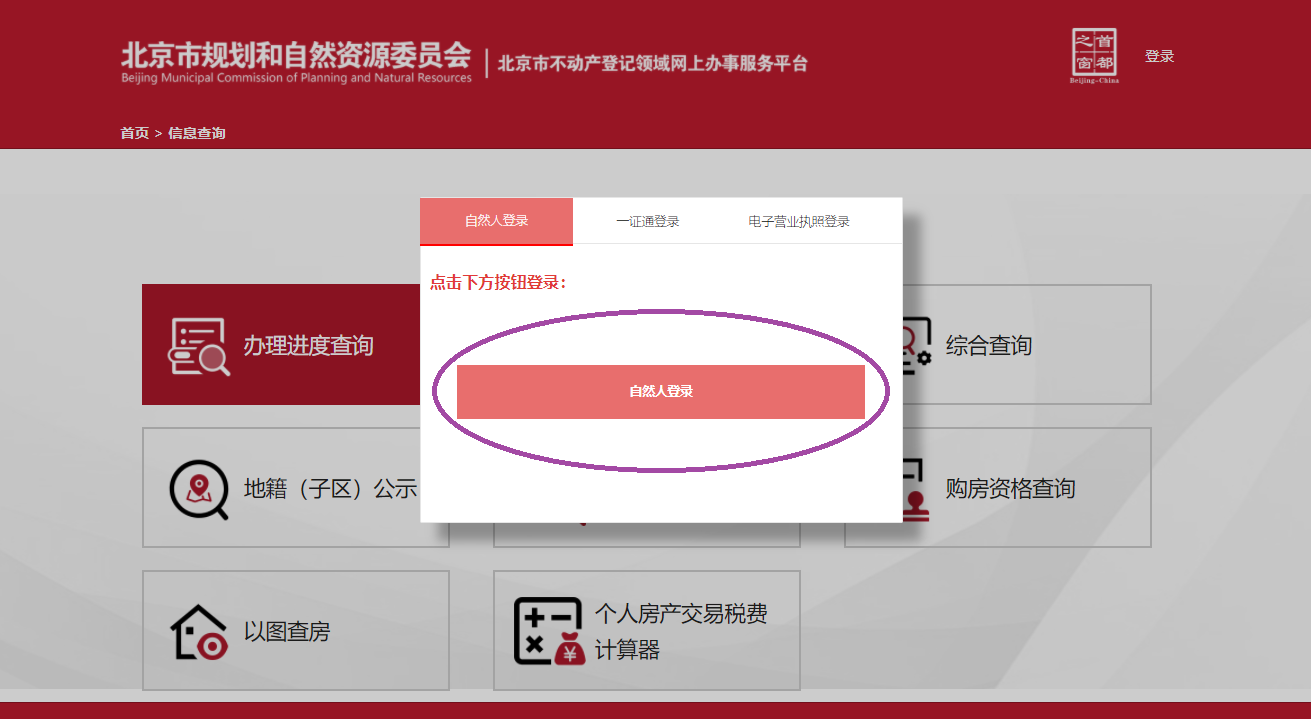 北京市规划和自然资源委员会
Beijing Municipal Commission of Planning and Natural Resources
北京市不动产登记领域网上办事服务平台
首都之窗
Beijing-China
登录
首页 > 信息查询
自然人登录
一证通登录
电子营业执照登录
点击下方按钮登录：
自然人登录
办理进度查询
综合查询
地籍（子区）公示
购房资格查询
以图查房
个人房产交易税费
计算器